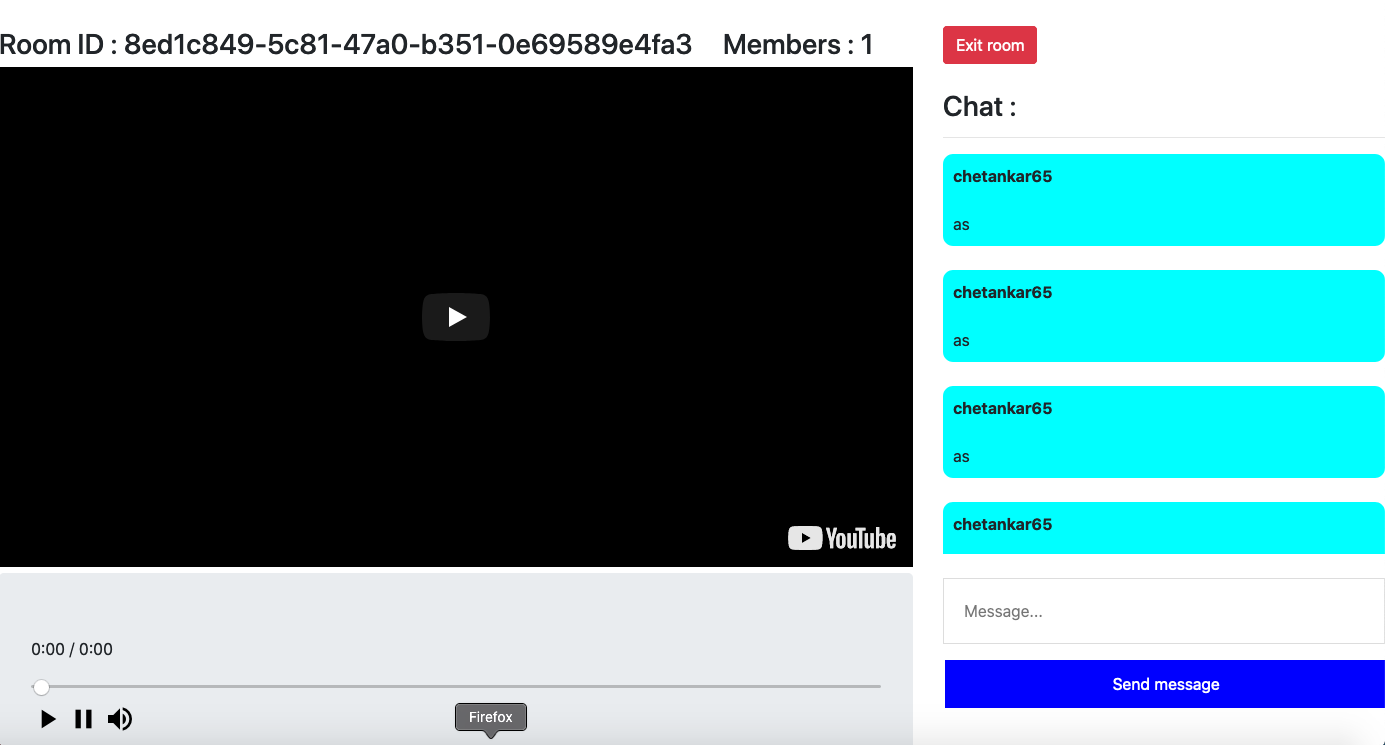 Room ID : 8ed1c849-5c81-47a0-b351-0e69589e4fa3 Members : 1
YouTube
0:00 / 0:00
Firefox
Exit room
Chat :
chetankar65
as
chetankar65
as
chetankar65
as
chetankar65
Message...
Send message